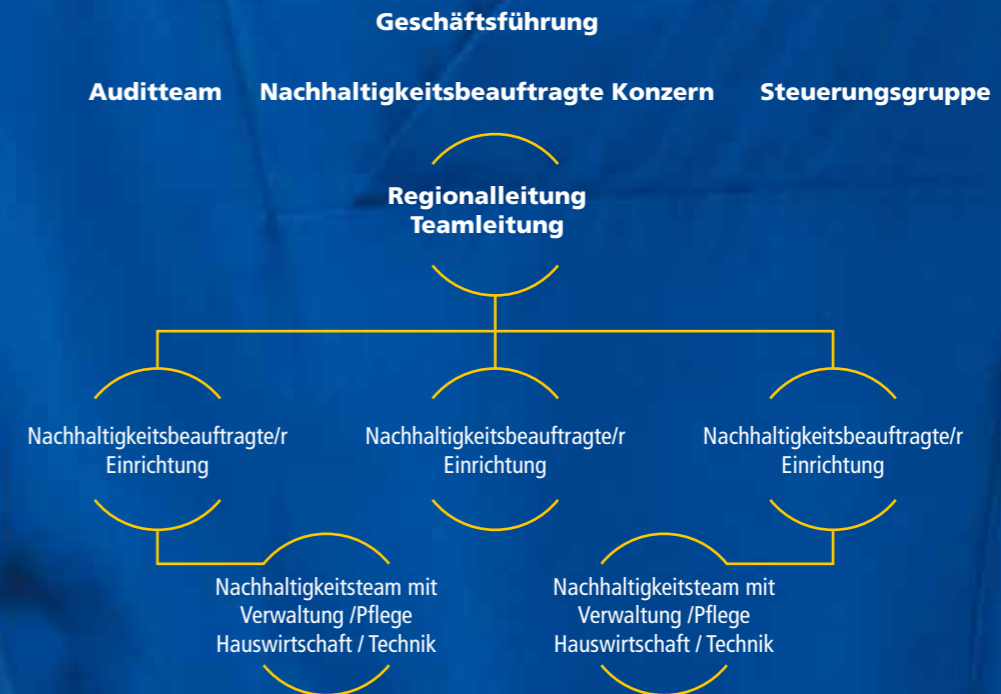 Geschäftsführung
Auditteam Nachhaltigkeitsbeauftragte Konzern Steuerungsgruppe
Regionalleitung
Teamleitung
Nachhaltigkeitsbeauftragte/r
Einrichtung
Nachhaltigkeitsbeauftragte/r
Einrichtung
Nachhaltigkeitsbeauftragte/r
Einrichtung
Nachhaltigkeitsteam mit
Verwaltung /Pflege
Hauswirtschaft / Technik
Nachhaltigkeitsteam mit
Verwaltung /Pflege
Hauswirtschaft / Technik